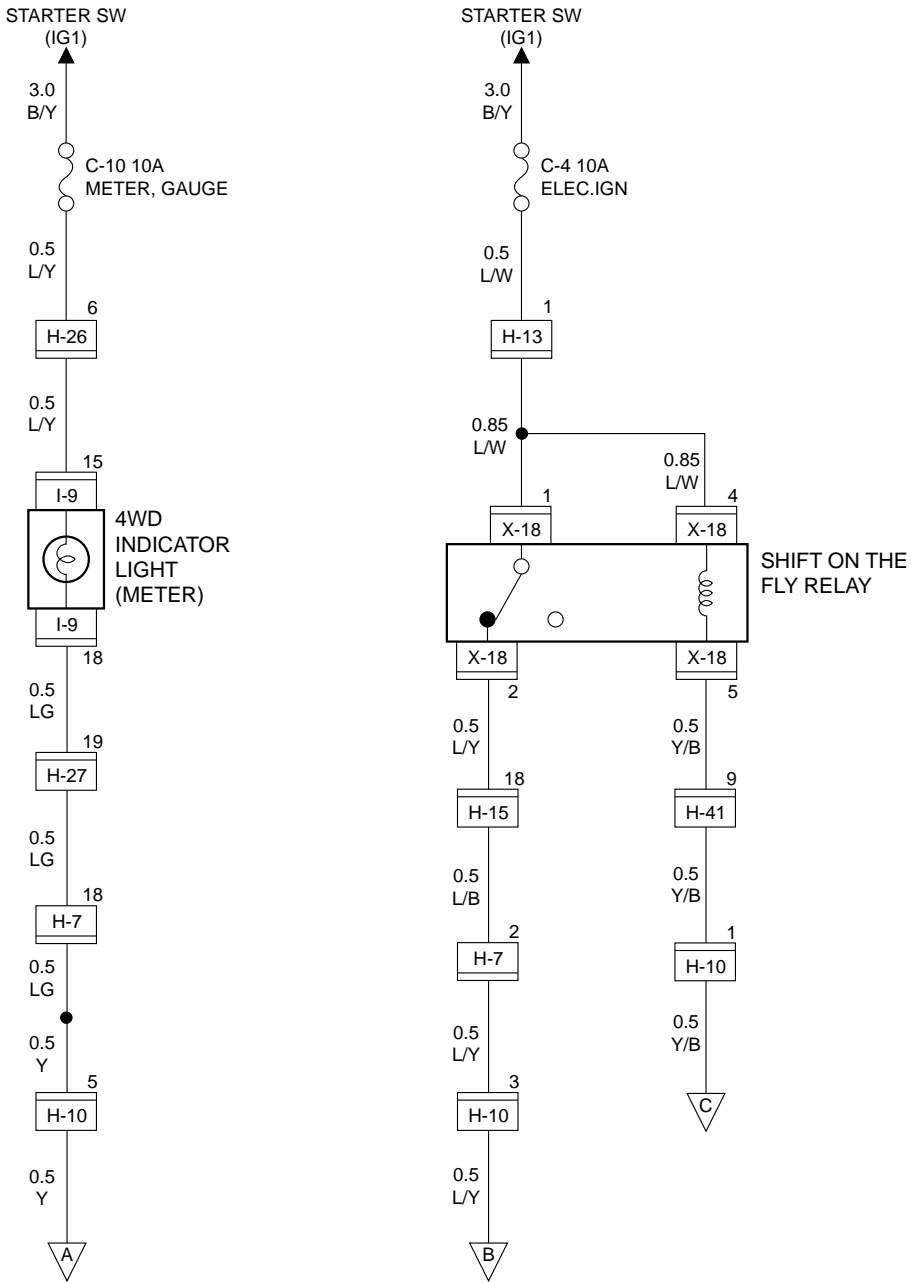 STARTER SW
(IG1)
3.0
B/Y
C-10 10A
METER, GAUGE
0.5
L/Y
6
H-26
0.5
L/Y
15
I-9
4WD
INDICATOR
LIGHT
(METER)
I-9
18
0.5
LG
19
H-27
0.5
LG
18
H-7
0.5
LG
0.5
Y
5
H-10
0.5
Y
A
STARTER SW
(IG1)
3.0
B/Y
C-4 10A
ELEC.IGN
0.5
L/W
1
H-13
0.85
L/W
0.85
L/W
1
X-18
4
X-18
SHIFT ON THE
FLY RELAY
X-18
2
X-18
5
0.5
L/Y
18
H-15
0.5
L/B
2
H-7
0.5
L/Y
3
H-10
0.5
L/Y
B
0.5
Y/B
9
H-41
0.5
Y/B
1
H-10
0.5
Y/B
C